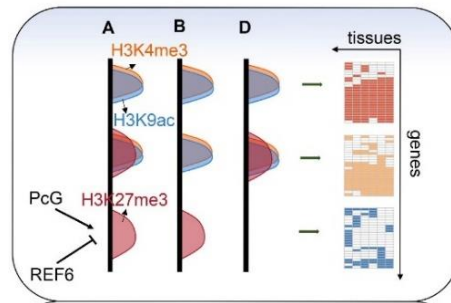 A B D
tissues
H3K4me3
H3K9ac
genes
H3K27me3
PcG
REF6